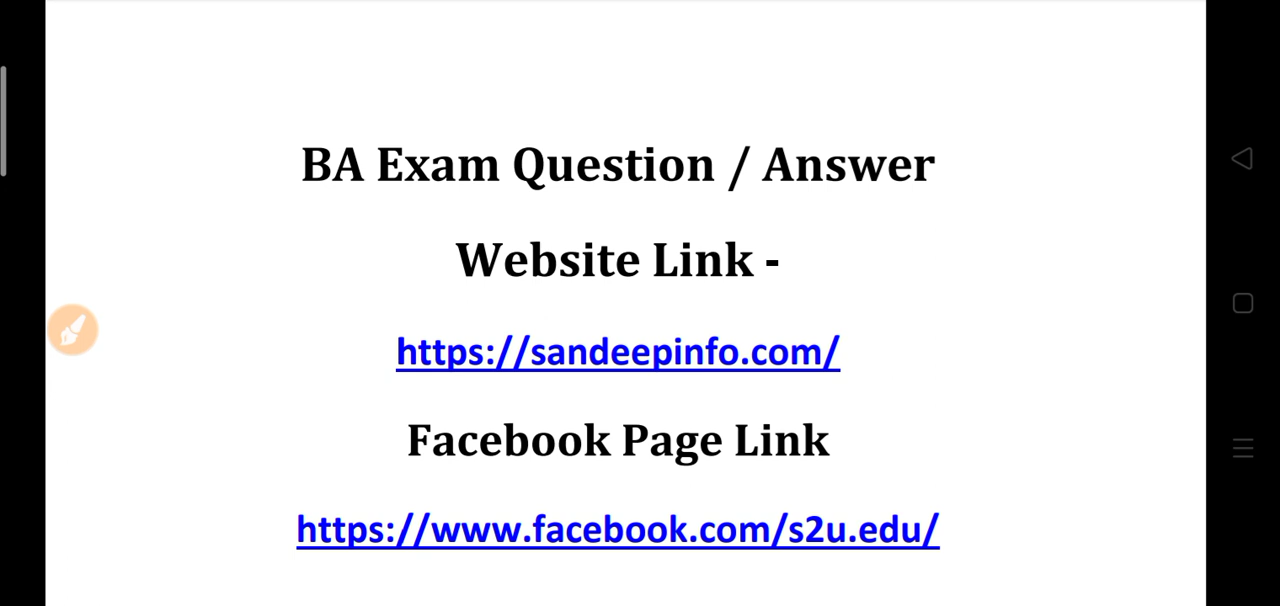 BA Exam Question / Answer
Website Link -
https://sandeepinfo.com/
Facebook Page Link
https://www.facebook.com/s2u.edu/